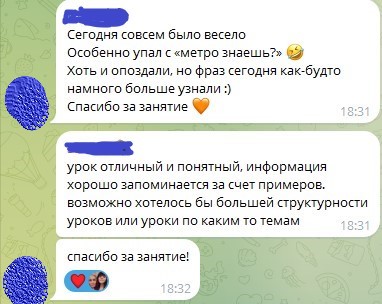 Сегодня совсем было весело
Особенно упал с «метро знаешь?» 🤣
Хоть и опоздали, но фраз сегодня как-будто
намного больше узнали :)
Спасибо за занятие 🧡
18:31
урок отличный и понятный, информация
хорошо запоминается за счет примеров.
возможно хотелось бы большей структурности
уроков или уроки по каким то темам
18:31
спасибо за занятие!
18:32